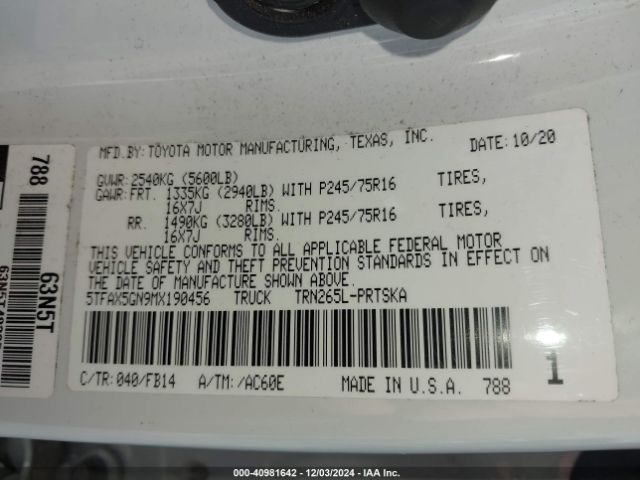 MFD.BY:TOYOTA MOTOR MANUFACTURING, TEXAS, INC. DATE:10/20
GVWR:2540KG (5600LB)
GAWR:FRT. 1335KG (2940LB) WITH P245/75R16 TIRES,
16X7J RIMS.
RR. 1490KG (3280LB) WITH P245/75R16 TIRES,
16X7J RIMS.
THIS VEHICLE CONFORMS TO ALL APPLICABLE FEDERAL MOTOR
VEHICLE SAFETY AND THEFT PREVENTION STANDARDS IN EFFECT ON
THE DATE OF MANUFACTURE SHOWN ABOVE.
5TFAX5GN9MX190456 TRUCK TRN265L-PRTSKA
C/TR:040/FB14 A/TM:/AC60E MADE IN U.S.A. 788
1
788
63N5T
000-40981642 - 12/03/2024 - IAA, Inc.